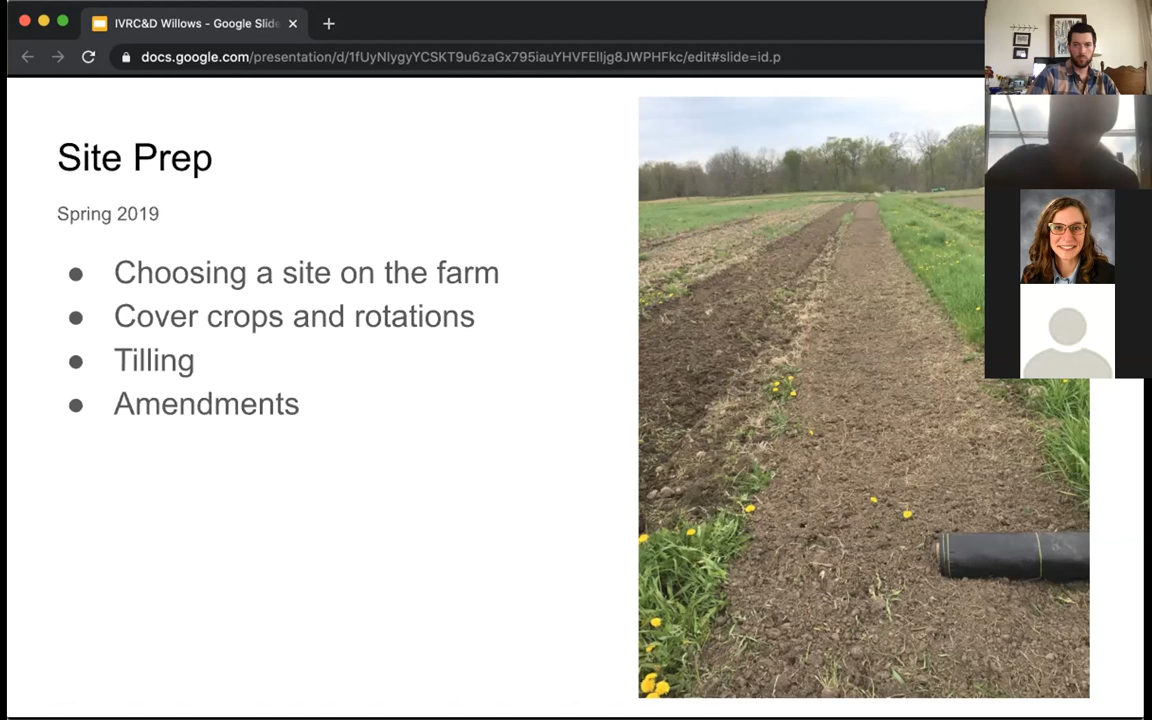 IVRC&D Willows - Google Slide
docs.google.com/presentation/d/1fUyNlygyYCSKT9u6zaGx795iauYHVFElljg8JWPHFkc/edit#slide=id.p
Site Prep
Spring 2019
● Choosing a site on the farm
● Cover crops and rotations
● Tilling
● Amendments